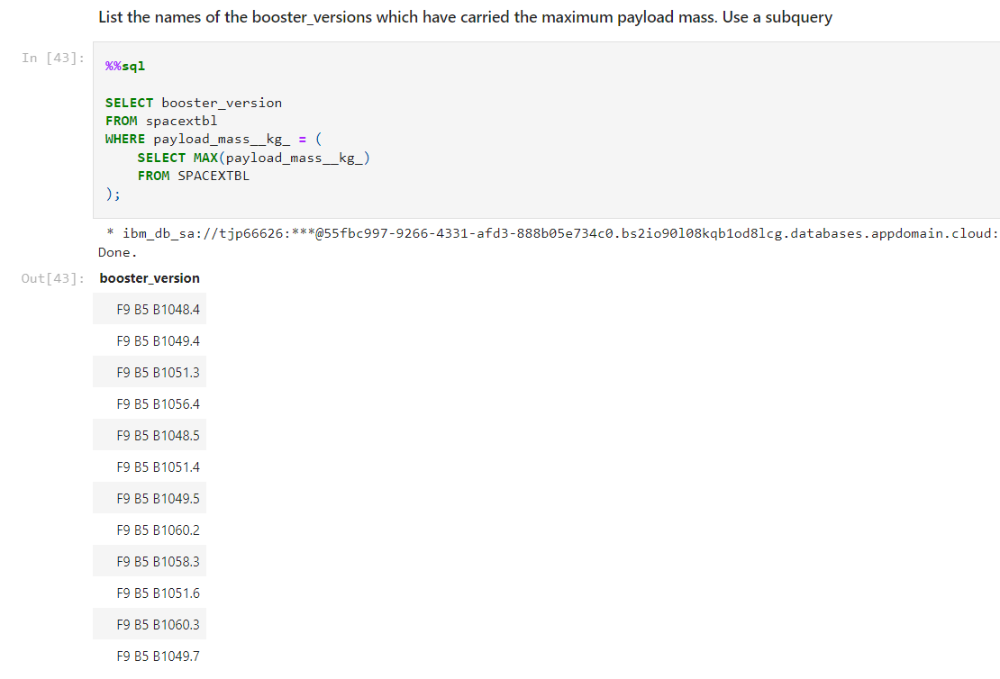 List the names of the booster_versions which have carried the maximum payload mass. Use a subquery
In [43]:
%%sql
SELECT booster_version
FROM spacextbl
WHERE payload_mass__kg_ = (
SELECT MAX(payload_mass__kg_)
FROM SPACEXTBL
);
* ibm_db_sa://tjp66626:***@55fbc997-9266-4331-afd3-888b05e734c0.bs2io90l08kqb1od8lcg.databases.appdomain.cloud:
Done.
Out[43]:
booster_version
F9 B5 B1048.4
F9 B5 B1049.4
F9 B5 B1051.3
F9 B5 B1056.4
F9 B5 B1048.5
F9 B5 B1051.4
F9 B5 B1049.5
F9 B5 B1060.2
F9 B5 B1058.3
F9 B5 B1051.6
F9 B5 B1060.3
F9 B5 B1049.7